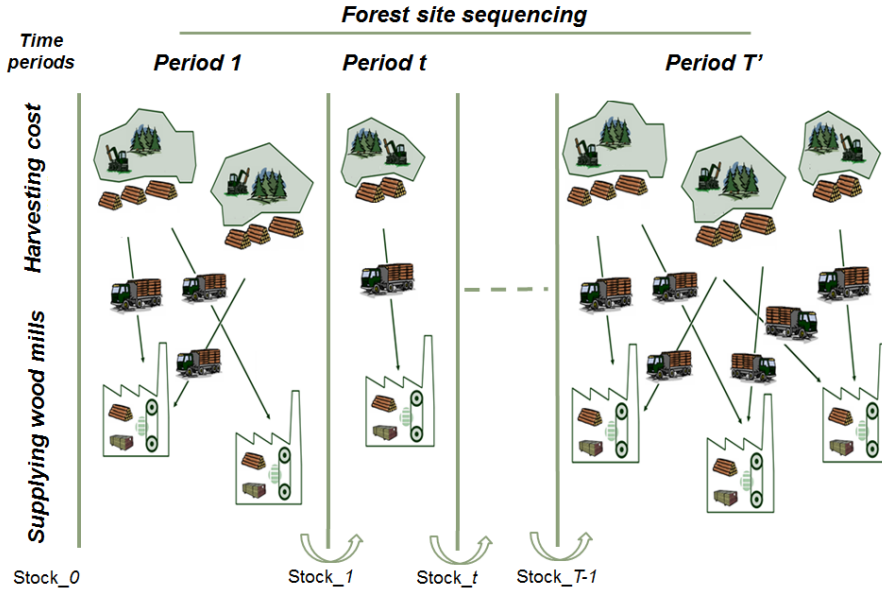 Forest site sequencing
Time
periods
Period 1
Period t
Period T’
Harvesting cost
Supplying wood mills
Stock_0
Stock_1
Stock_t
Stock_T-1